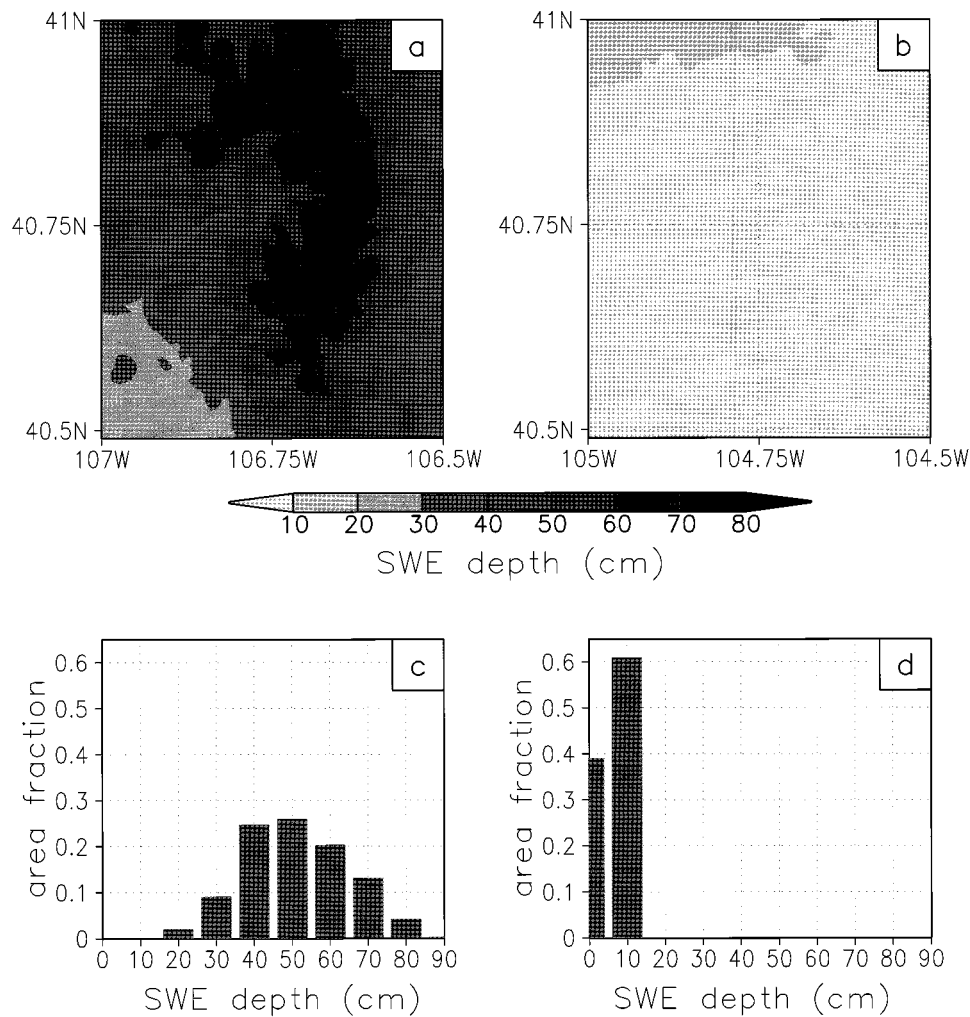 41N
a
40.75N
40.5N
107W 106.75W 106.5W
41N
b
40.75N
40.5N
105W 104.75W 104.5W
10 20 30 40 50 60 70 80
SWE depth (cm)
c
area fraction
0.6
0.5
0.4
0.3
0.2
0.1
0
0 10 20 30 40 50 60 70 80 90
SWE depth (cm)
d
area fraction
0.6
0.5
0.4
0.3
0.2
0.1
0
0 10 20 30 40 50 60 70 80 90
SWE depth (cm)